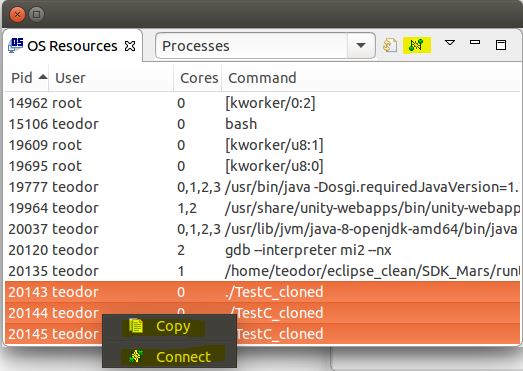 OS OS Resources
Processes
Pid User Cores Command
14962 root 0 [kworker/0:2]
15106 teodor 0 bash
19609 root 0 [kworker/u8:1]
19695 root 0 [kworker/u8:0]
19777 teodor 0,1,2,3 /usr/bin/java -Dosgi.requiredJavaVersion=1.
19964 teodor 1,2 /usr/share/unity-webapps/bin/unity-webapp
20037 teodor 0,1,2,3 /usr/lib/jvm/java-8-openjdk-amd64/bin/java
20120 teodor 2 gdb --interpreter mi2 --nx
20135 teodor 1 /home/teodor/eclipse_clean/SDK_Mars/runt
20143 teodor 0 ./TestC_cloned
20144 teodor 0 ./TestC_cloned
20145 /TestC_cloned
Copy
Connect